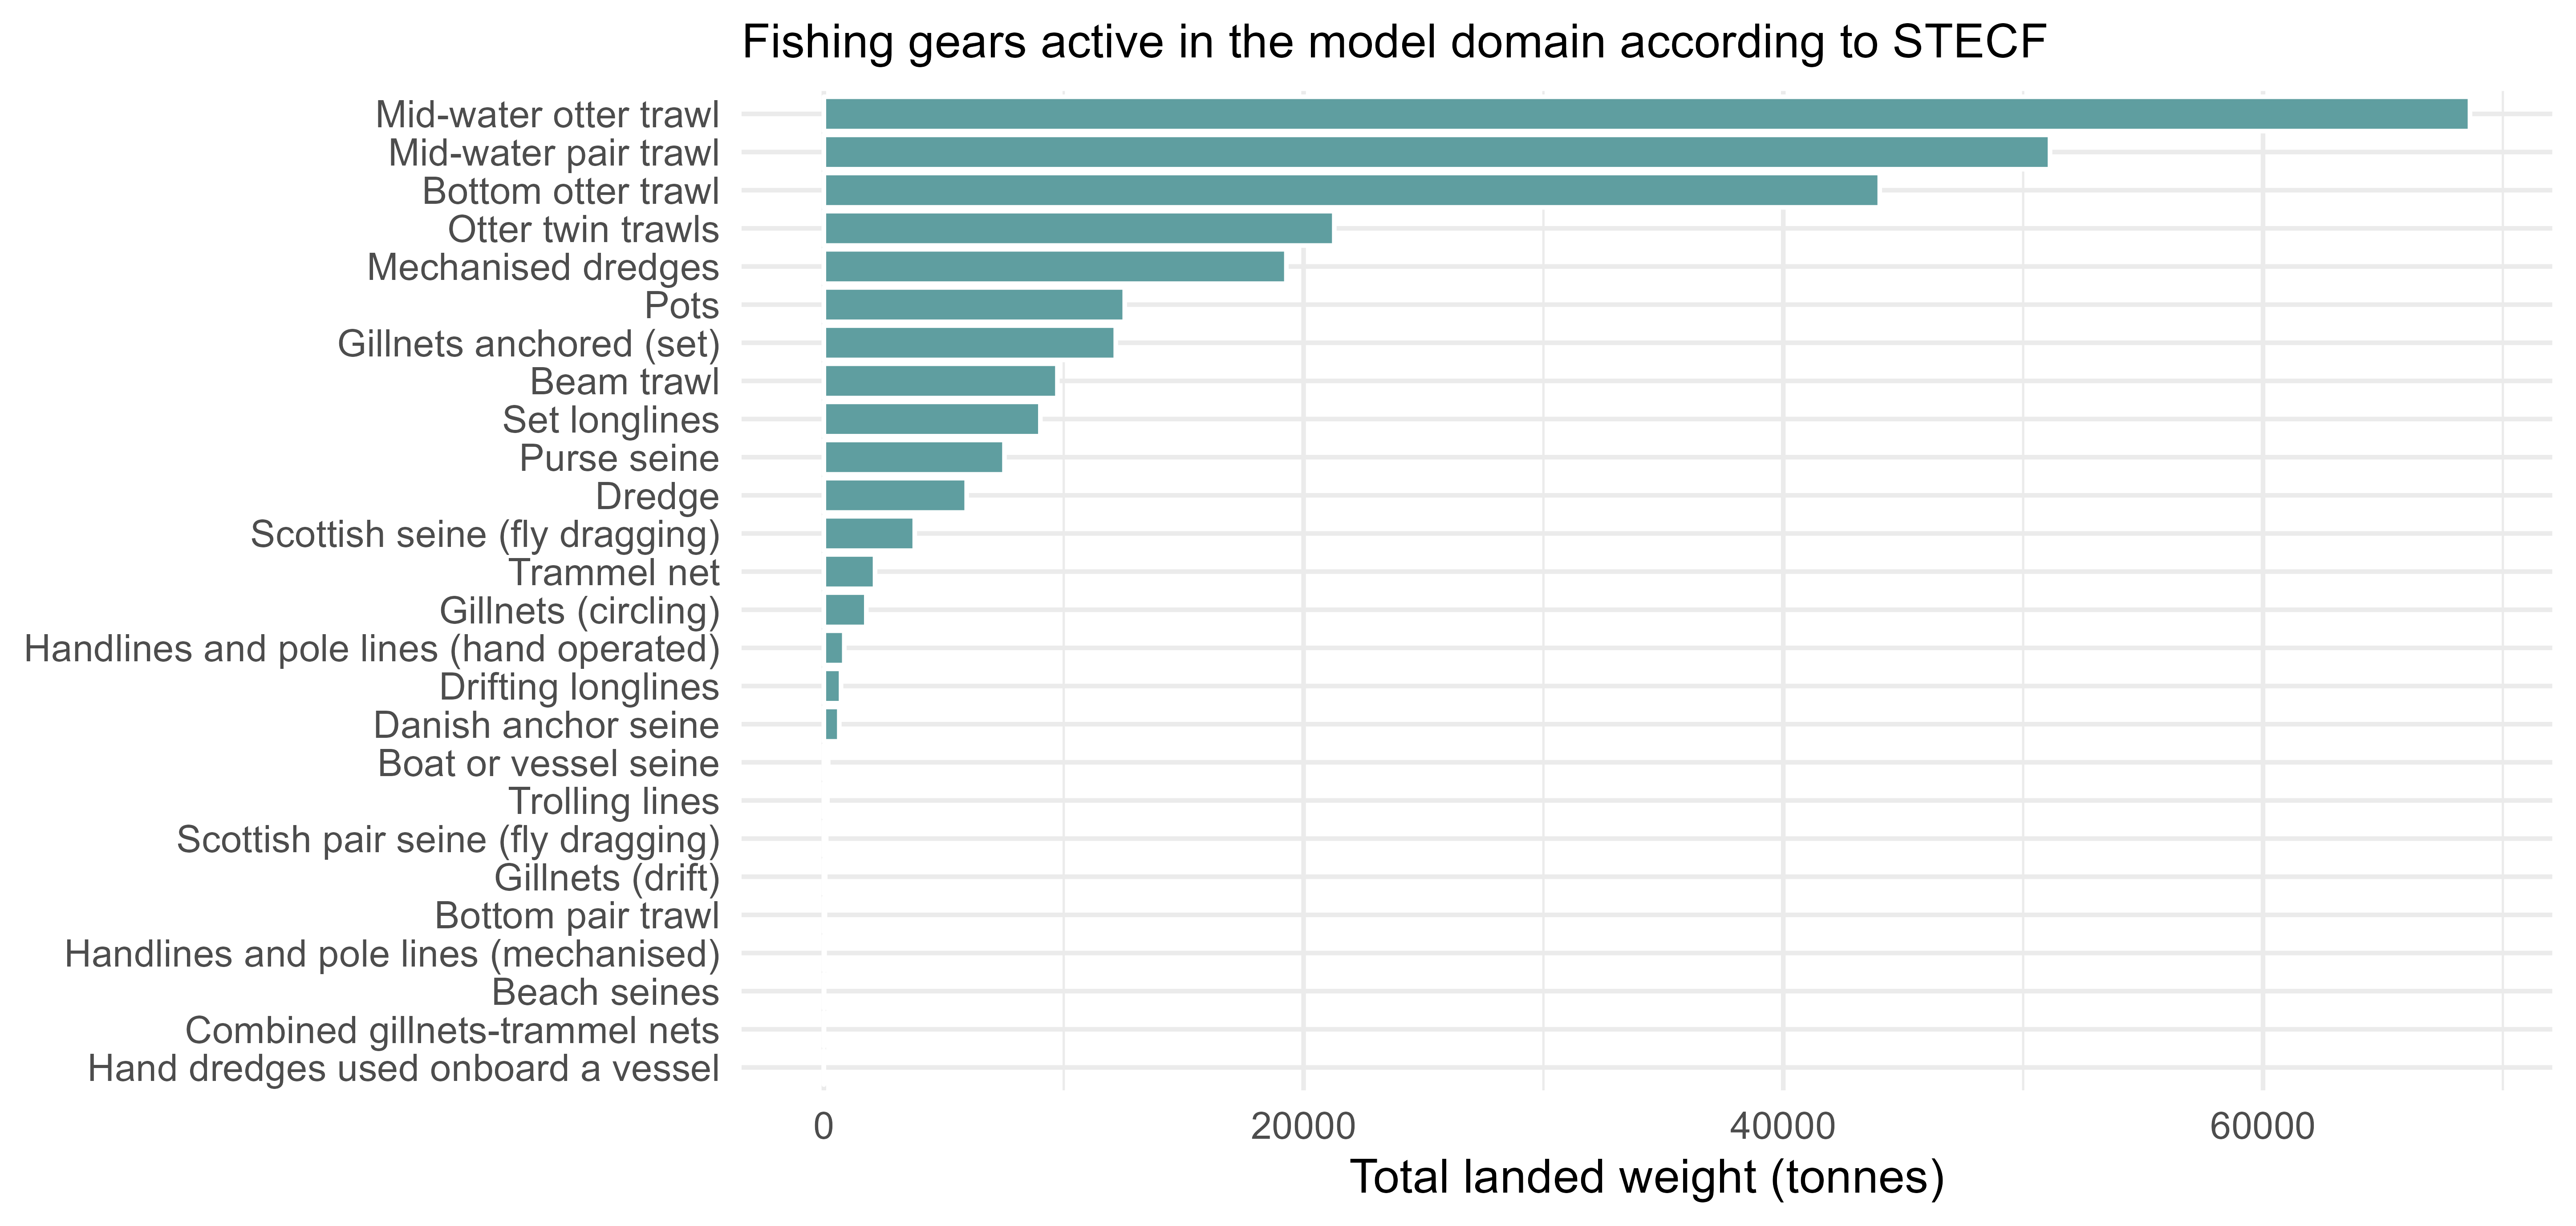 Fishing gears active in the model domain according to STECF
Mid-water otter trawl
Mid-water pair trawl
Bottom otter trawl
Otter twin trawls
Mechanised dredges
Pots
Gillnets anchored (set)
Beam trawl
Set longlines
Purse seine
Dredge
Scottish seine (fly dragging)
Trammel net
Gillnets (circling)
Handlines and pole lines (hand operated)
Drifting longlines
Danish anchor seine
Boat or vessel seine
Trolling lines
Scottish pair seine (fly dragging)
Gillnets (drift)
Bottom pair trawl
Handlines and pole lines (mechanised)
Beach seines
Combined gillnets-trammel nets
Hand dredges used onboard a vessel
0 20000 40000 60000
Total landed weight (tonnes)